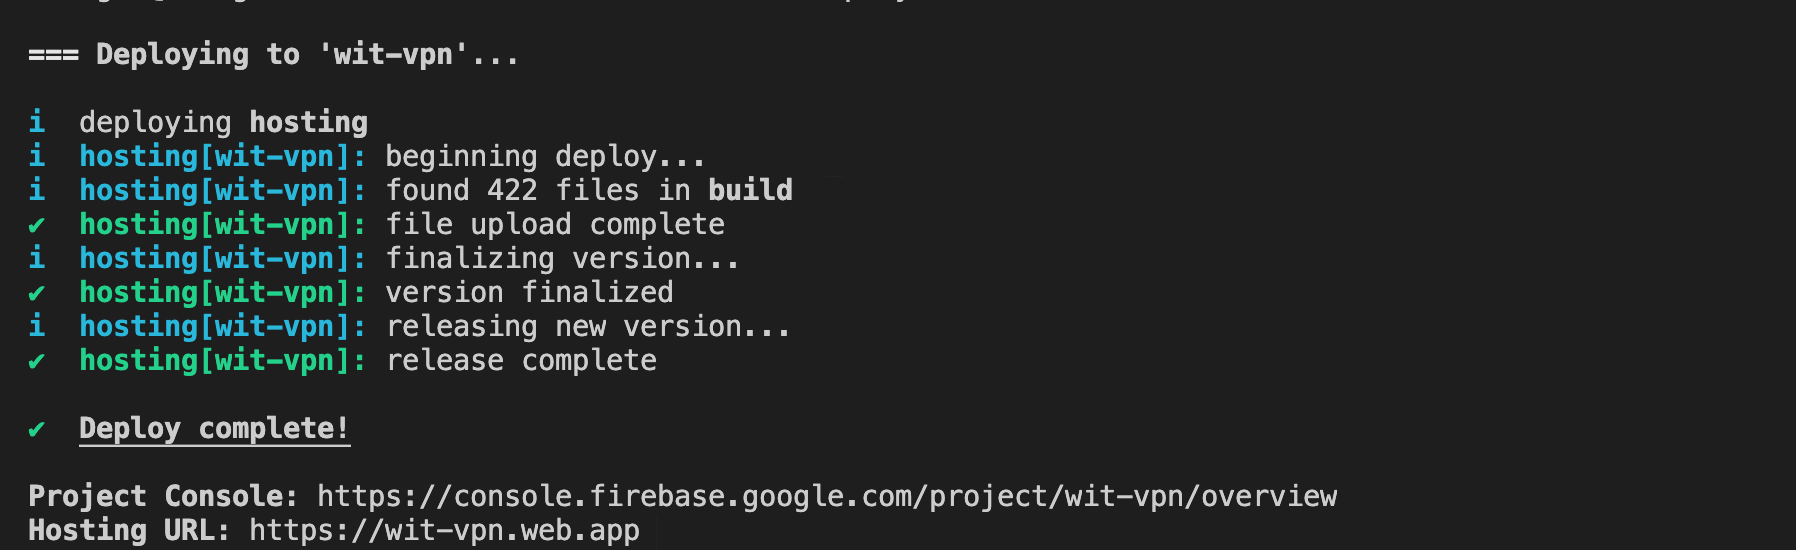 === Deploying to 'wit-vpn'...
i deploying hosting
i hosting[wit-vpn]: beginning deploy...
i hosting[wit-vpn]: found 422 files in build
✔ hosting[wit-vpn]: file upload complete
i hosting[wit-vpn]: finalizing version...
✔ hosting[wit-vpn]: version finalized
i hosting[wit-vpn]: releasing new version...
✔ hosting[wit-vpn]: release complete
✔ Deploy complete!
Project Console: https://console.firebase.google.com/project/wit-vpn/overview
Hosting URL: https://wit-vpn.web.app